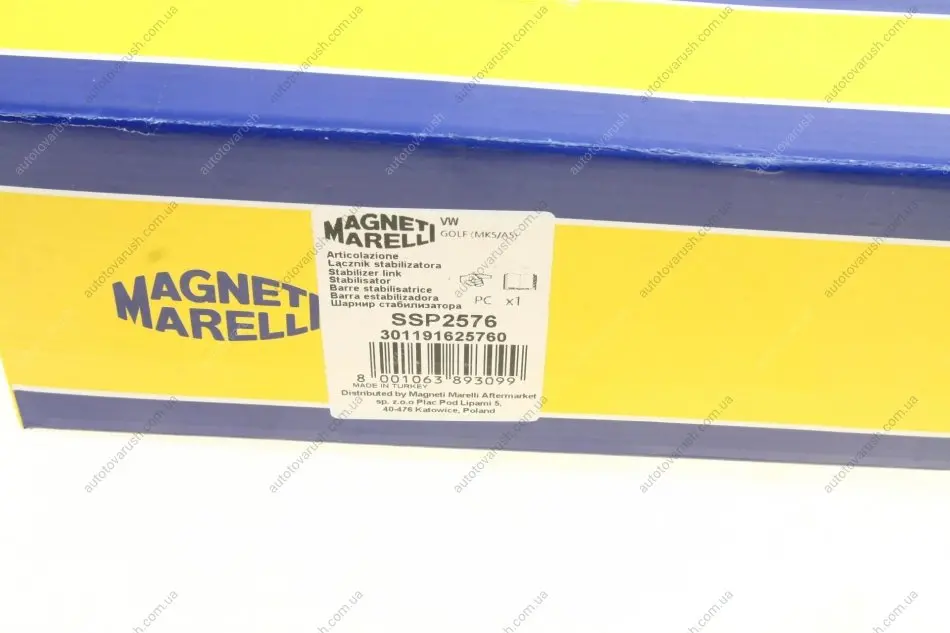 MAGNETI
MARELLI
MAGNETI
MARELLI
VW
GOLF (MK5/A5)
Articolazione
Łącznik stabilizatora
Stabilizer link
Stabilisator
Barre stabilisatrice
Barra estabilizadora
Шарнир стабилизатора
PC x1
SSP2576
301191625760
8 001063 893099
MADE IN TURKEY
Distributed by Magneti Marelli Aftermarket
sp. z.o.o Plac Pod Lipami 5,
40-476 Katowice, Poland
autotovarush.com.ua